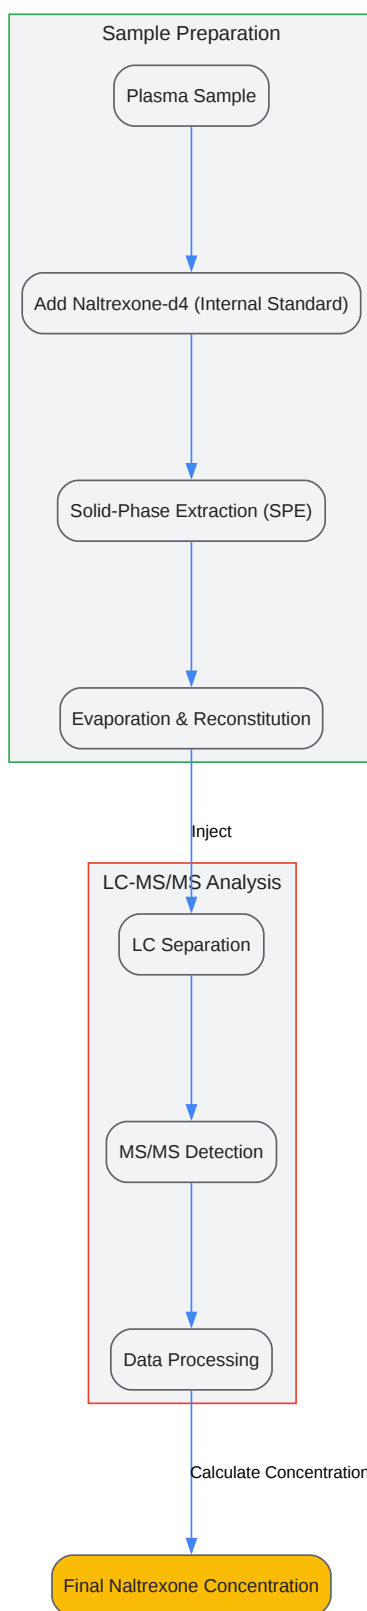 Sample Preparation
Plasma Sample
Add Naltrexone-d4 (Internal Standard)
Solid-Phase Extraction (SPE)
Evaporation & Reconstitution
Inject
LC-MS/MS Analysis
LC Separation
MS/MS Detection
Data Processing
Calculate Concentration
Final Naltrexone Concentration